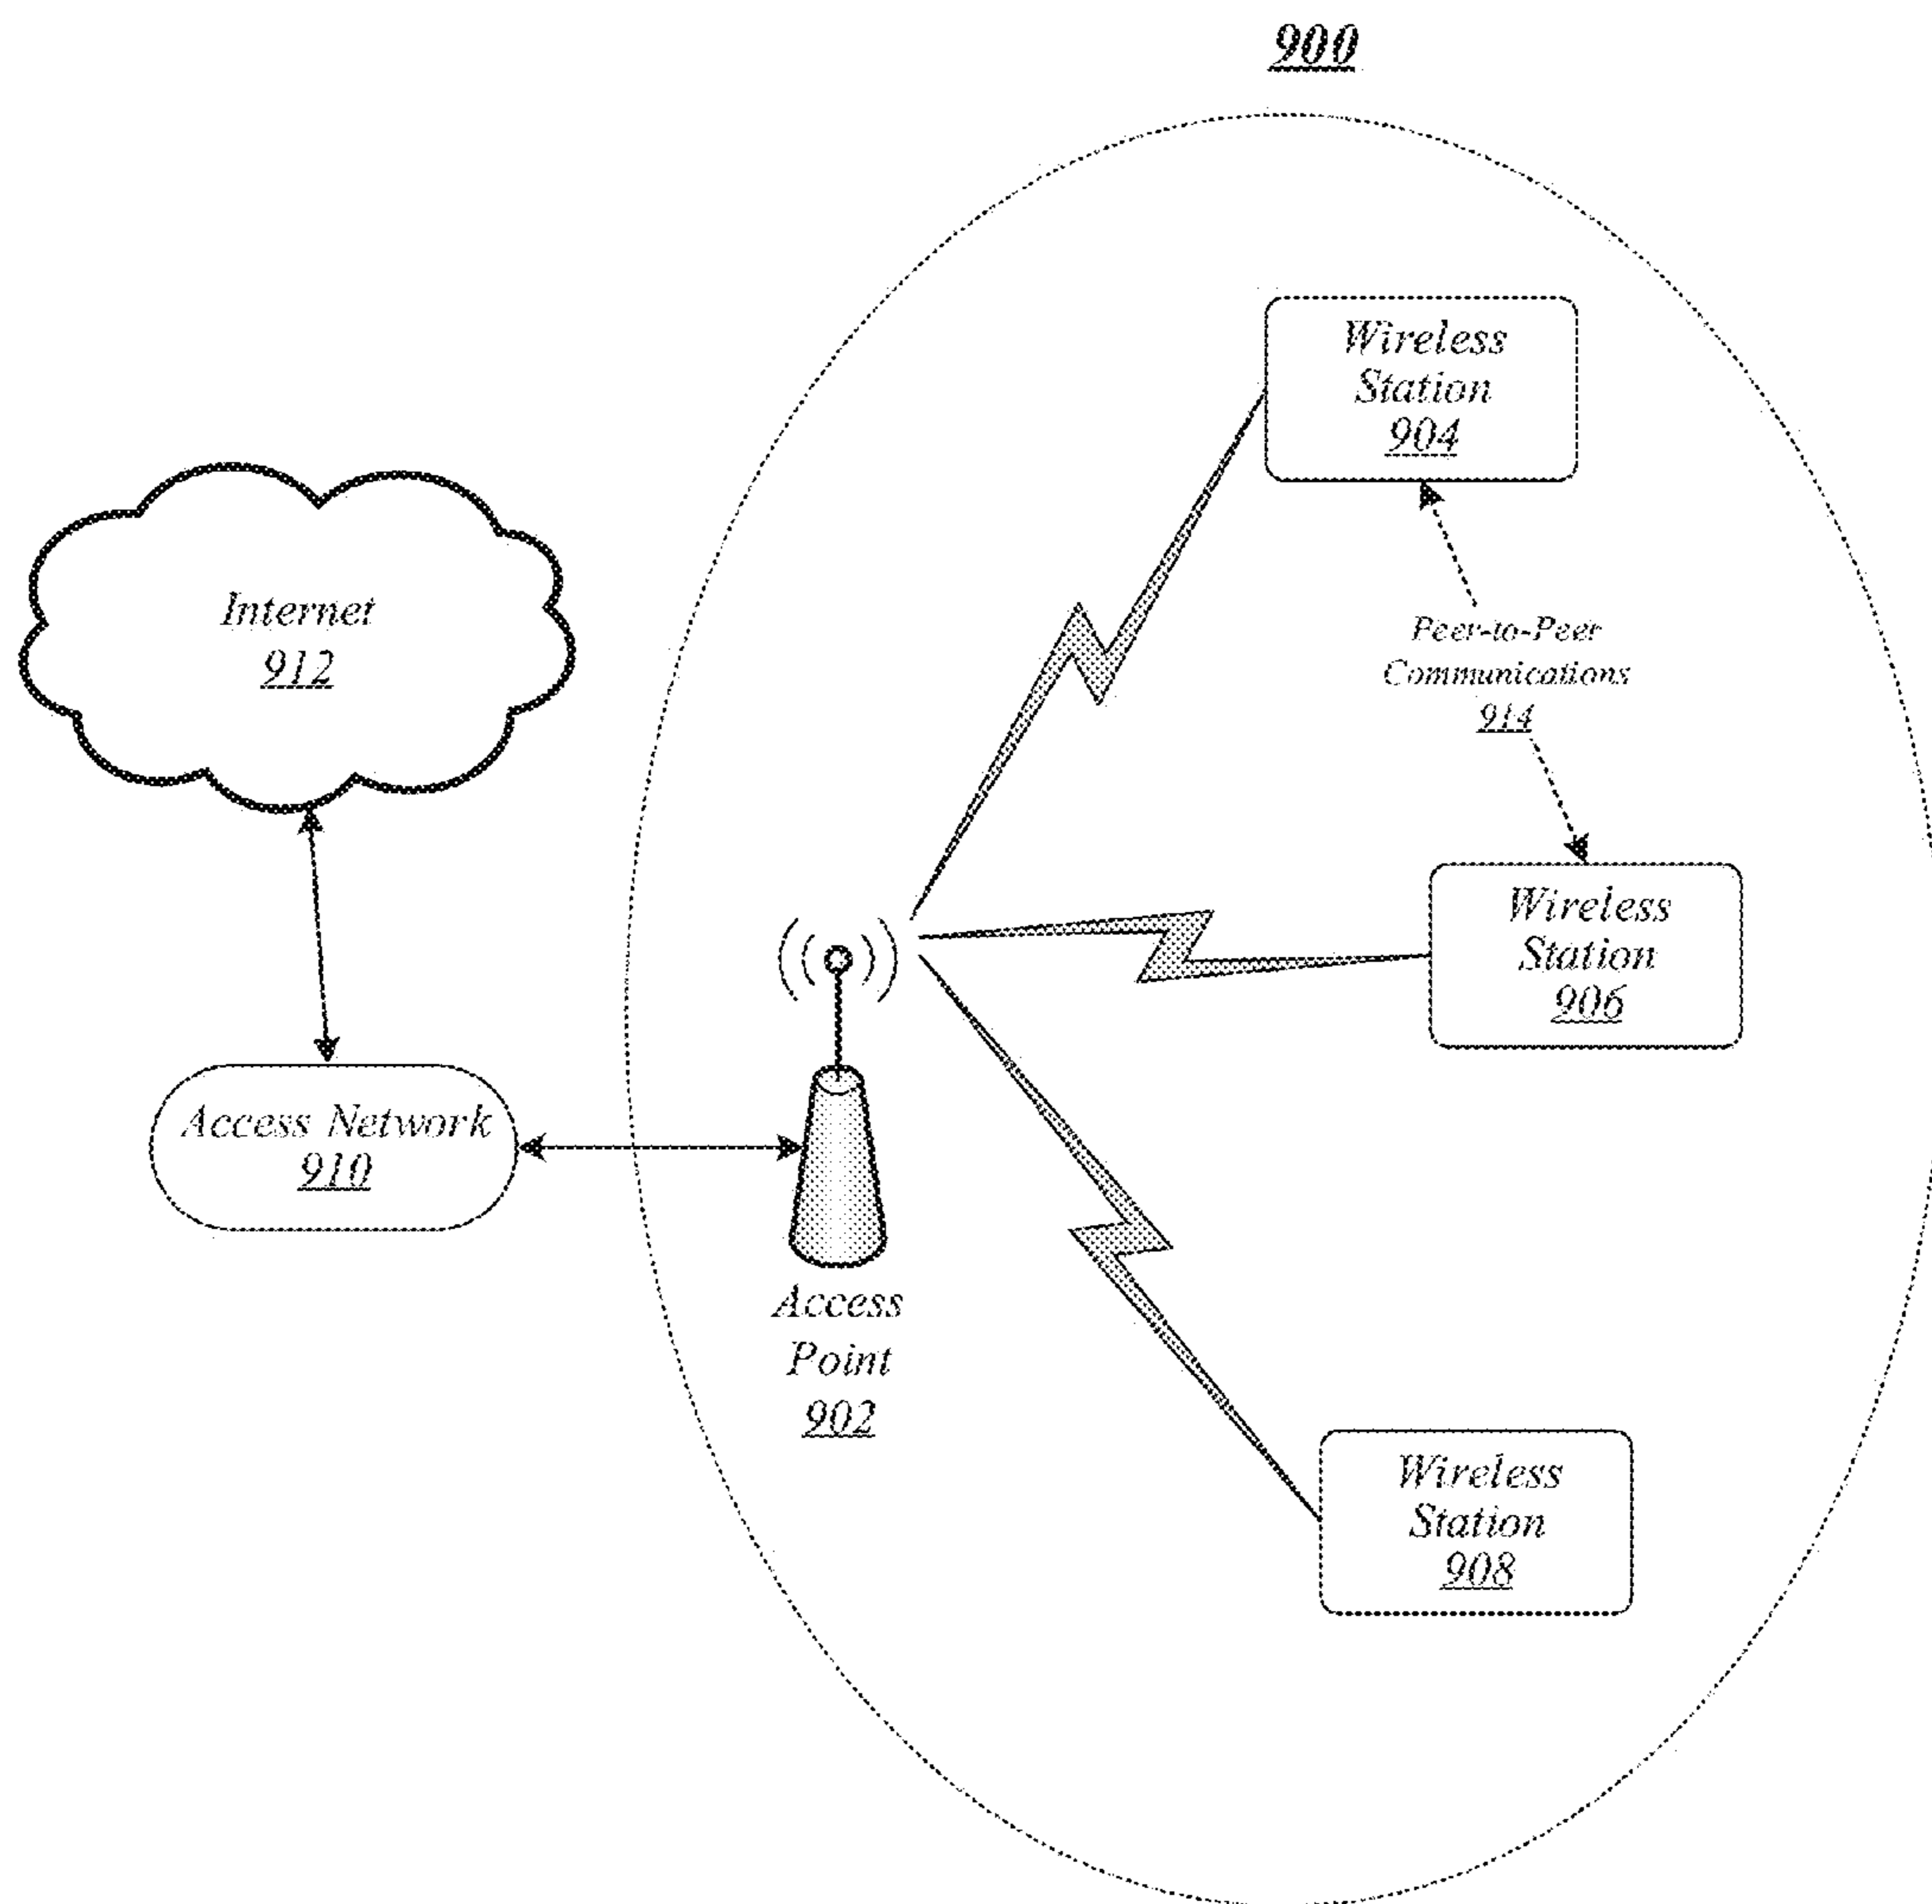 900
Wireless
Station
904
Internet
912
Peer-to-Peer
Communications
914
Wireless
Station
906
Access Network
910
Access
Point
902
Wireless
Station
908